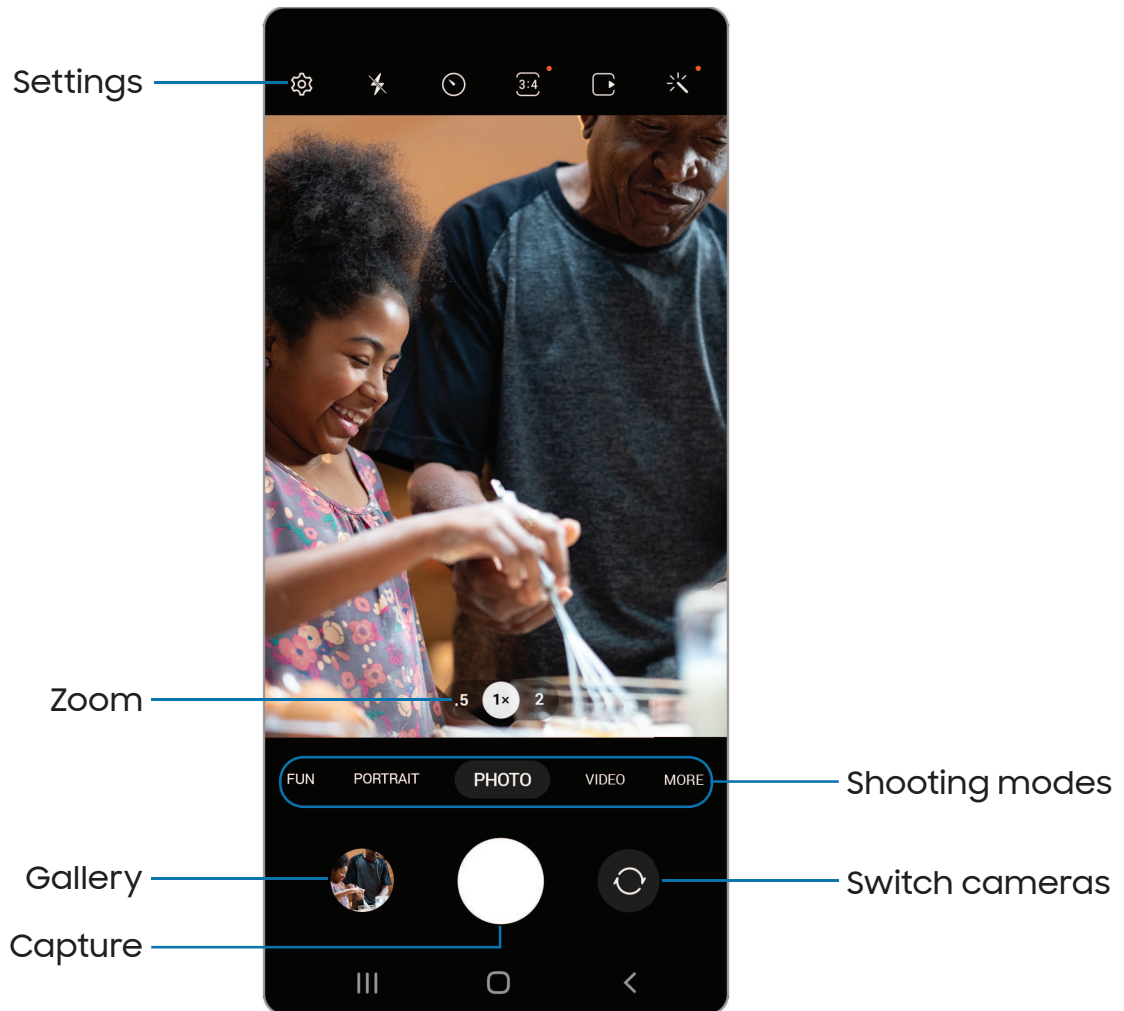 Settings
3:4
Zoom
.5 1× 2
FUN PORTRAIT PHOTO VIDEO MORE
Shooting modes
Gallery
Switch cameras
Capture